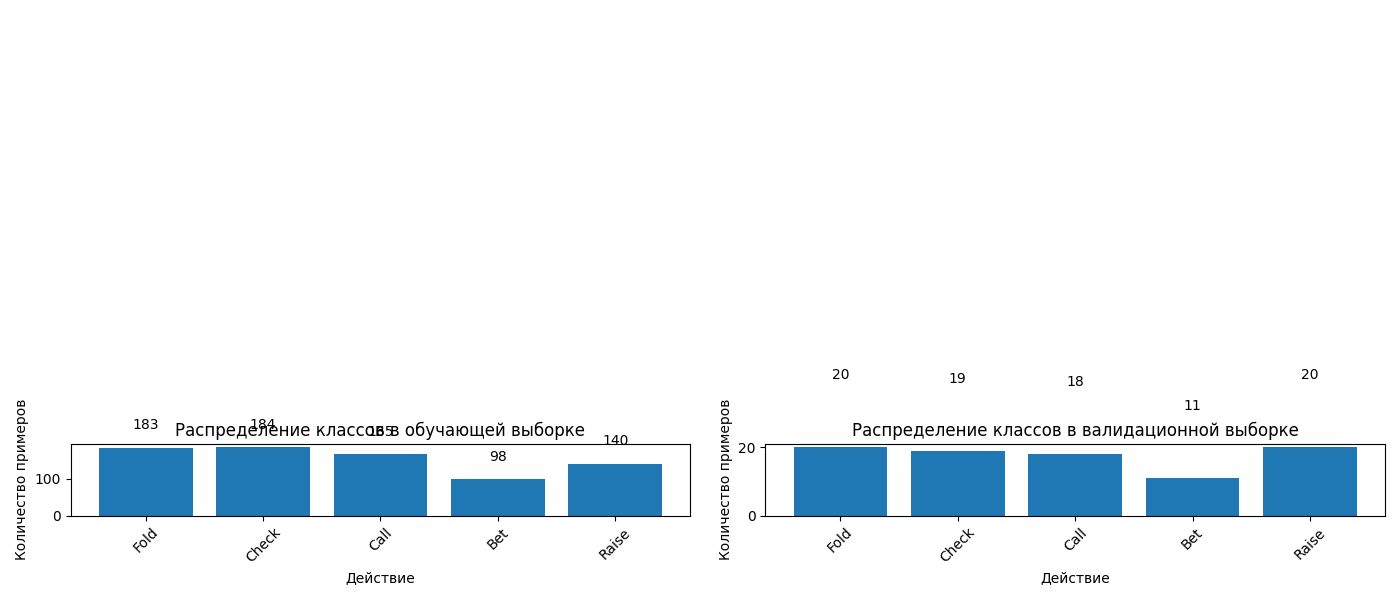 183
184
165
98
140
Распределение классов в обучающей выборке
Количество примеров
100
0
Fold
Check
Call
Bet
Raise
Действие
20
19
18
11
20
Распределение классов в валидационной выборке
Количество примеров
20
0
Fold
Check
Call
Bet
Raise
Действие